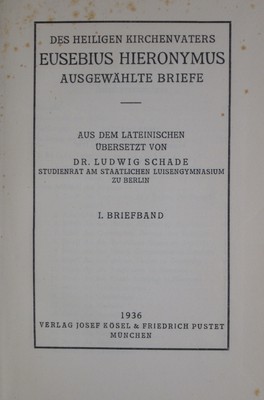 DES HEILIGEN KIRCHENVATERS
EUSEBIUS HIERONYMUS
AUSGEWÄHLTE BRIEFE
AUS DEM LATEINISCHEN
ÜBERSETZT VON
DR. LUDWIG SCHADE
STUDIENRAT AM STAATLICHEN LUISENGYMNASIUM
ZU BERLIN
I. BRIEFBAND
1936
VERLAG JOSEF KÖSEL & FRIEDRICH PUSTET
MÜNCHEN